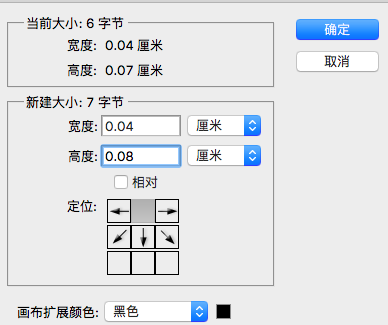 当前大小: 6 字节
宽度: 0.04 厘米
高度: 0.07 厘米
确定
取消
新建大小: 7 字节
宽度: 0.04 厘米
高度: 0.08 厘米
相对
定位:
画布扩展颜色: 黑色